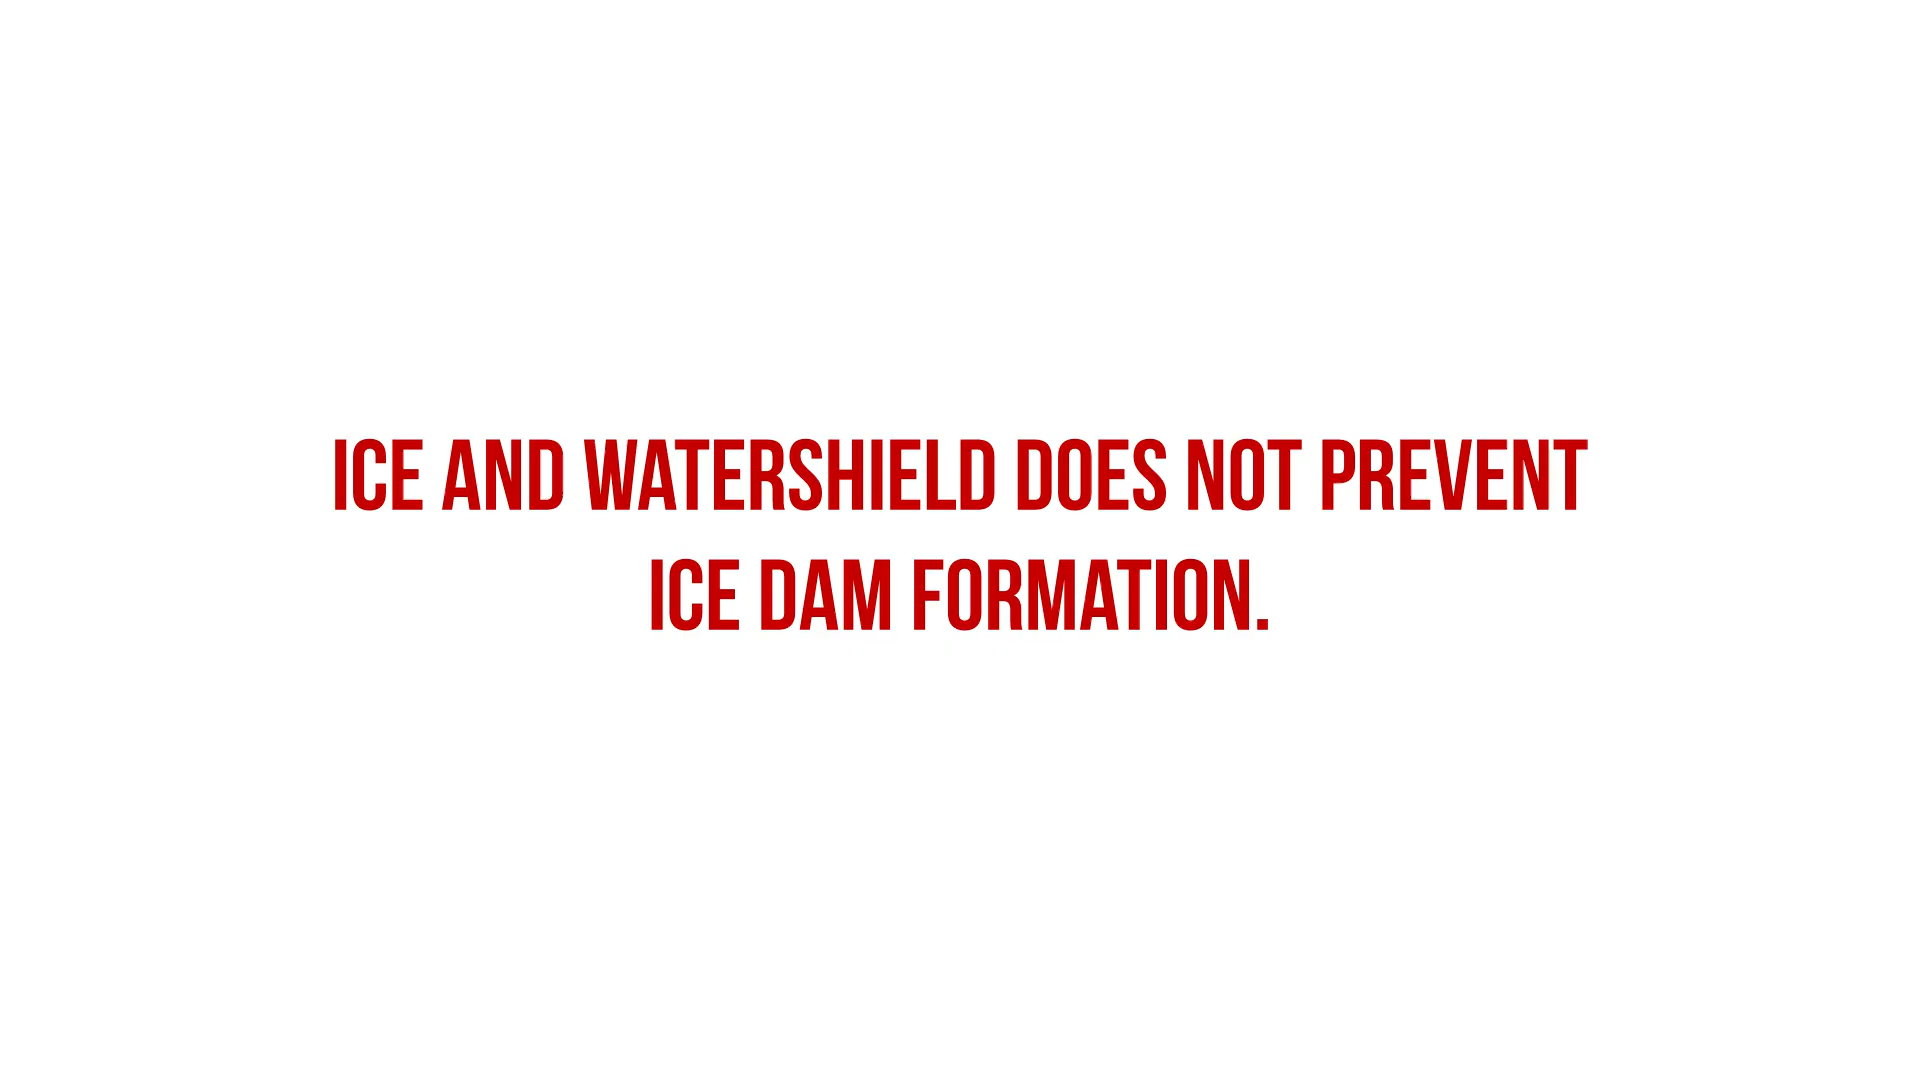 ICE AND WATERSHIELD DOES NOT PREVENT
ICE DAM FORMATION.